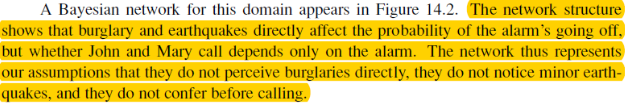 A Bayesian network for this domain appears in Figure 14.2. The network structure
shows that burglary and earthquakes directly affect the probability of the alarm's going off,
but whether John and Mary call depends only on the alarm. The network thus represents
our assumptions that they do not perceive burglaries directly, they do not notice minor earth-
quakes, and they do not confer before calling.